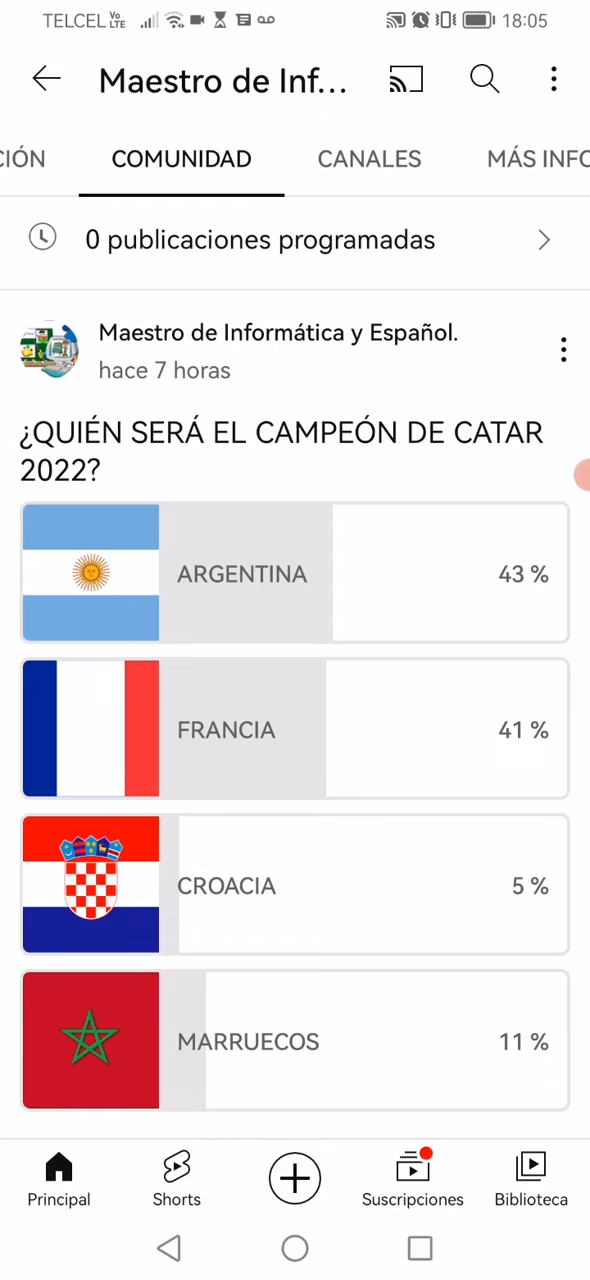 TELCEL Vo LTE 18:05
Maestro de Inf...
CIÓN COMUNIDAD CANALES MÁS INFO
0 publicaciones programadas
Maestro de Informática y Español.
hace 7 horas
¿QUIÉN SERÁ EL CAMPEÓN DE CATAR
2022?
ARGENTINA 43 %
FRANCIA 41 %
CROACIA 5 %
MARRUECOS 11 %
Principal Shorts Suscripciones Biblioteca